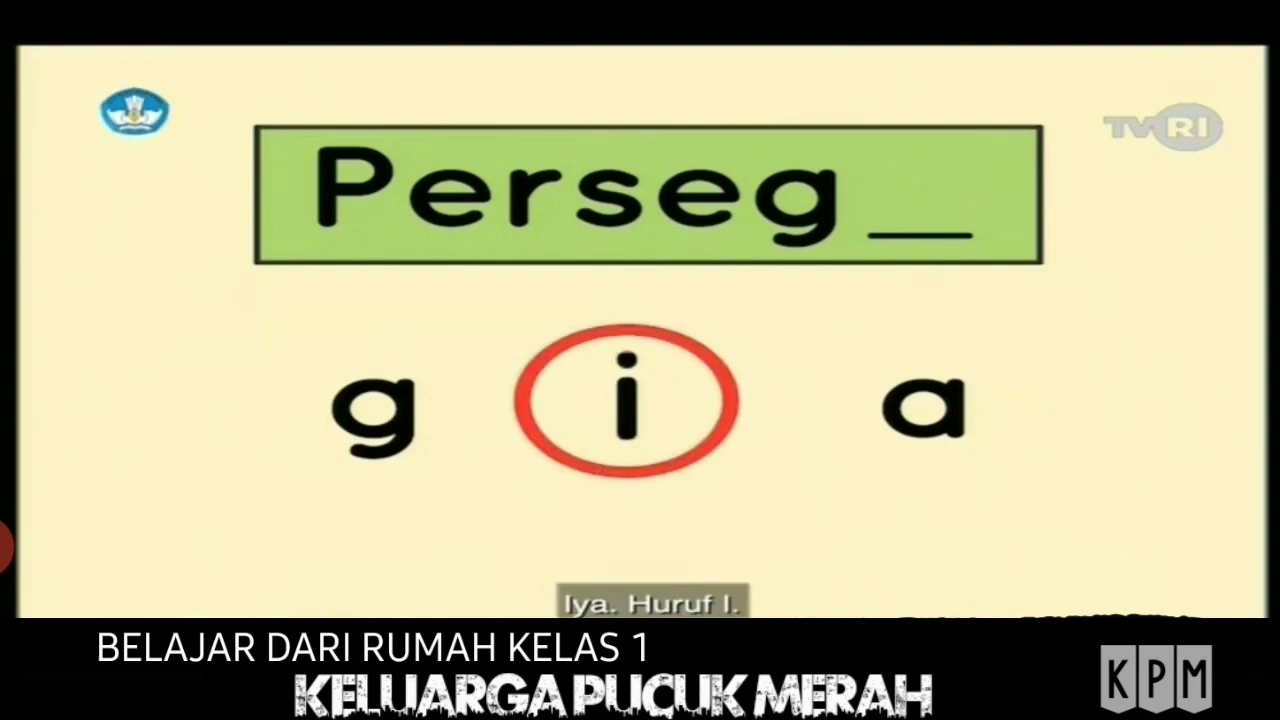 TVRI
Perseg_
g i a
Iya. Huruf I.
BELAJAR DARI RUMAH KELAS 1
KELUARGA PUCUK MERAH
KPM